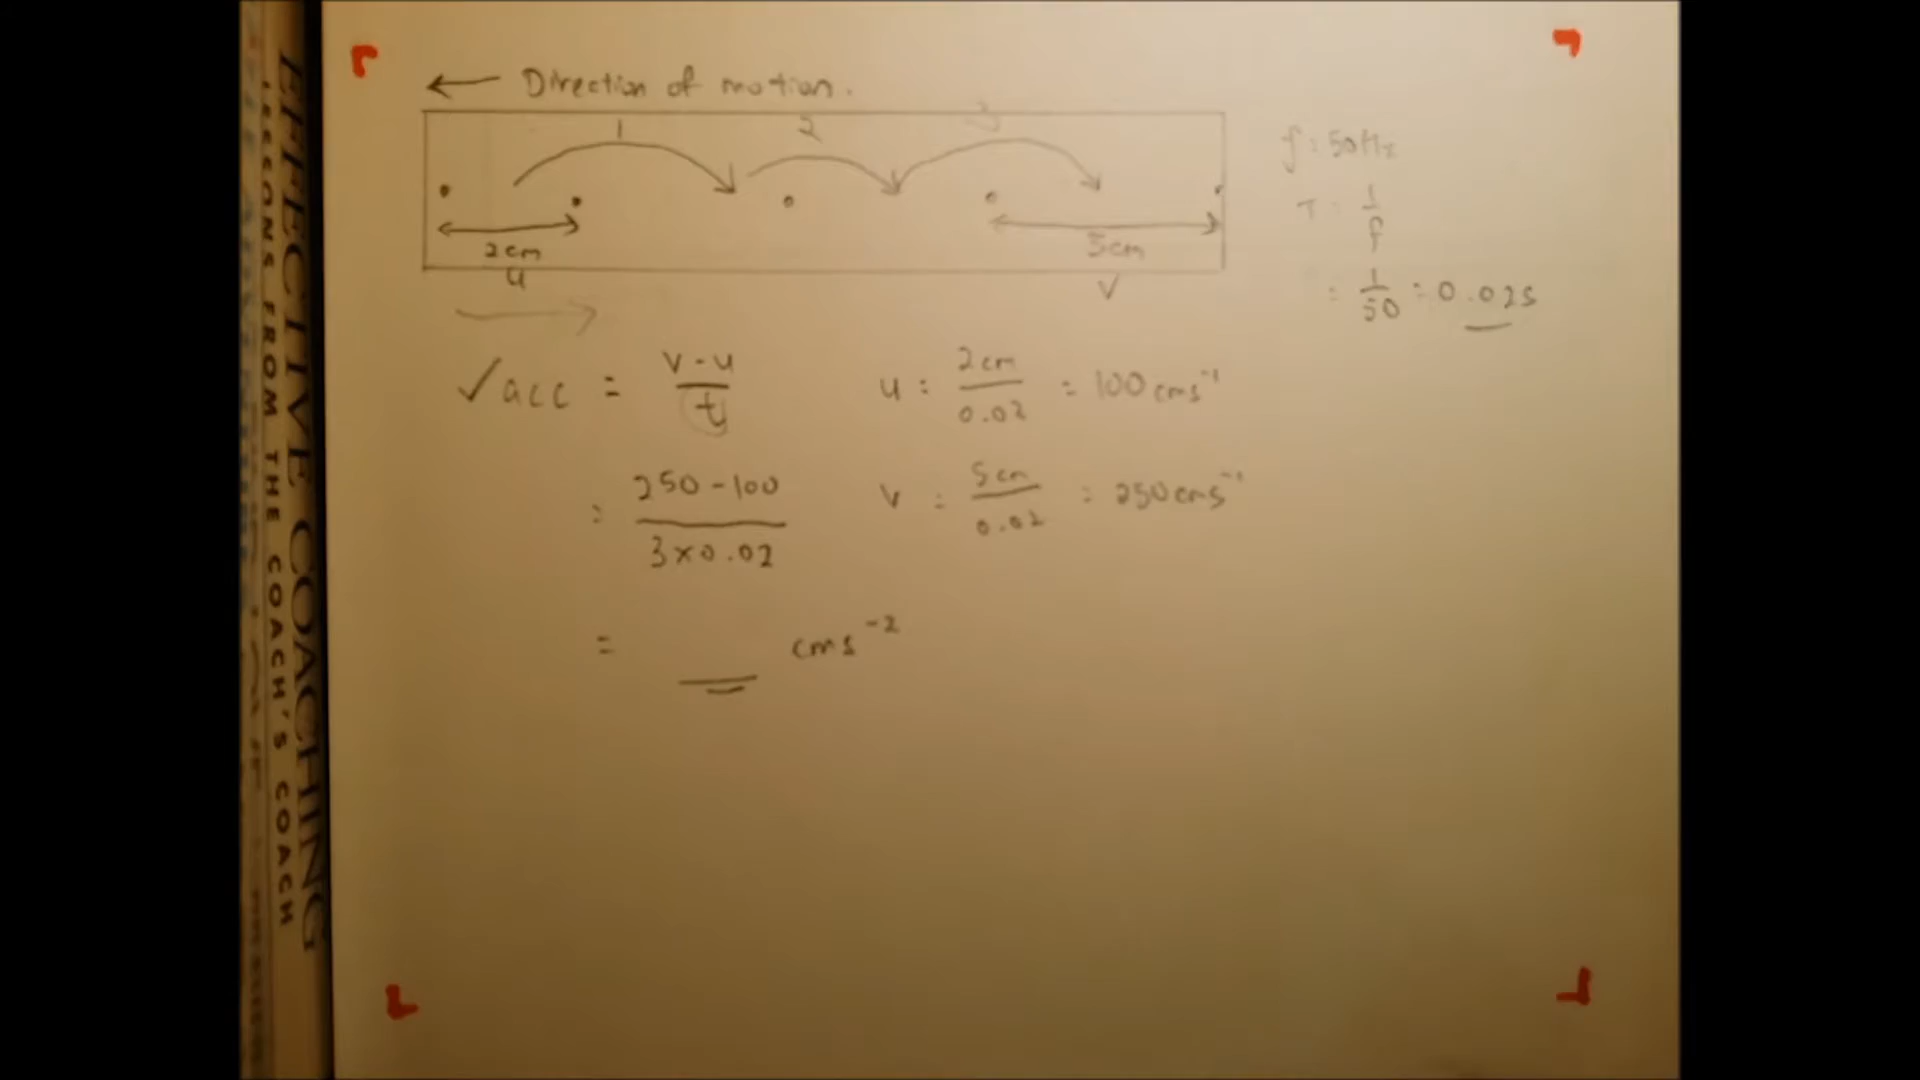 ← Direction of motion.
1 2 3
2cm
u
5cm
v
f = 50Hz
T = 1/f
= 1/50 = 0.02s
✓ acc = v - u / t
u = 2cm / 0.02 = 100 cms⁻¹
= 250 - 100 / 3 x 0.02
v = 5cm / 0.02 = 250 cms⁻¹
= cms⁻²
EFFECTIVE COACHING
LESSONS FROM THE COACH'S COACH